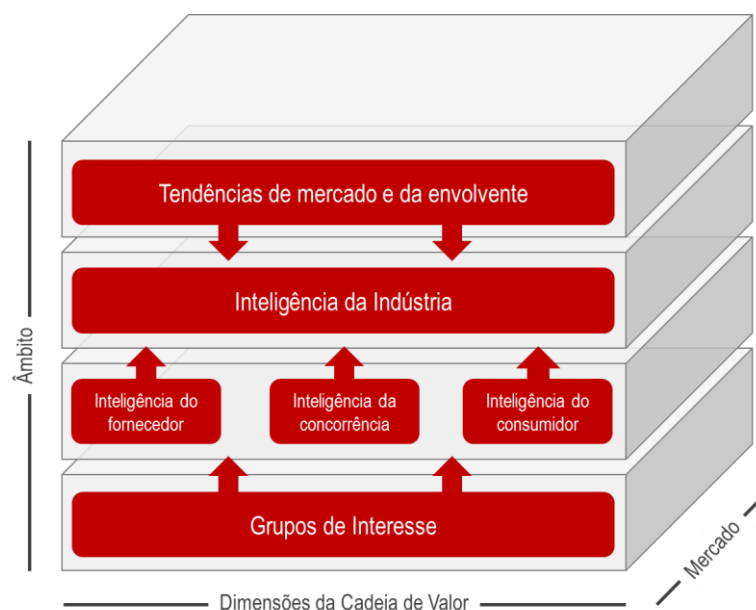 Tendências de mercado e da envolvente
Inteligência da Indústria
Âmbito
Inteligência do
fornecedor
Inteligência da
concorrência
Inteligência do
consumidor
Grupos de Interesse
Mercado
Dimensões da Cadeia de Valor